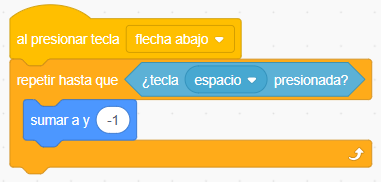 al presionar tecla flecha abajo
repetir hasta que ¿tecla espacio presionada?
sumar a y -1